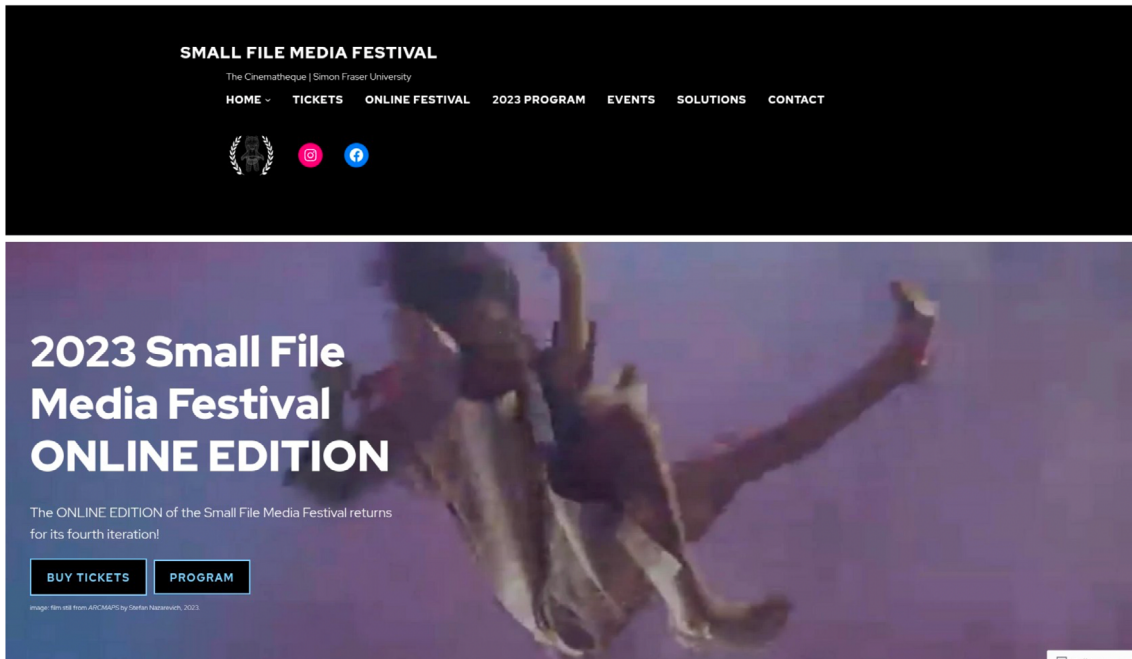 SMALL FILE MEDIA FESTIVAL
The Cinematheque | Simon Fraser University
HOME TICKETS ONLINE FESTIVAL 2023 PROGRAM EVENTS SOLUTIONS CONTACT
2023 Small File
Media Festival
ONLINE EDITION
The ONLINE EDITION of the Small File Media Festival returns
for its fourth iteration!
BUY TICKETS PROGRAM
image: film still from ARCMAPS by Stefan Nazarevich, 2023.